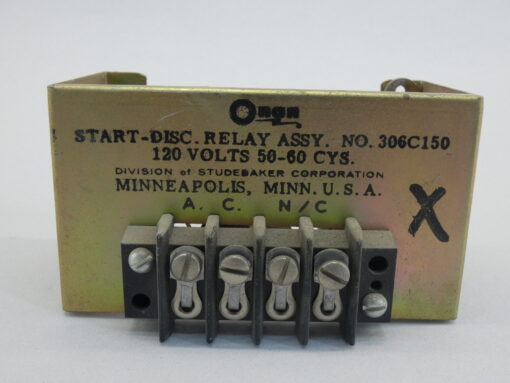 Onan
START-DISC. RELAY ASSY. NO. 306C150
120 VOLTS 50-60 CYS.
DIVISION of STUDEBAKER CORPORATION
MINNEAPOLIS, MINN. U.S.A.
A. C. N/C
X